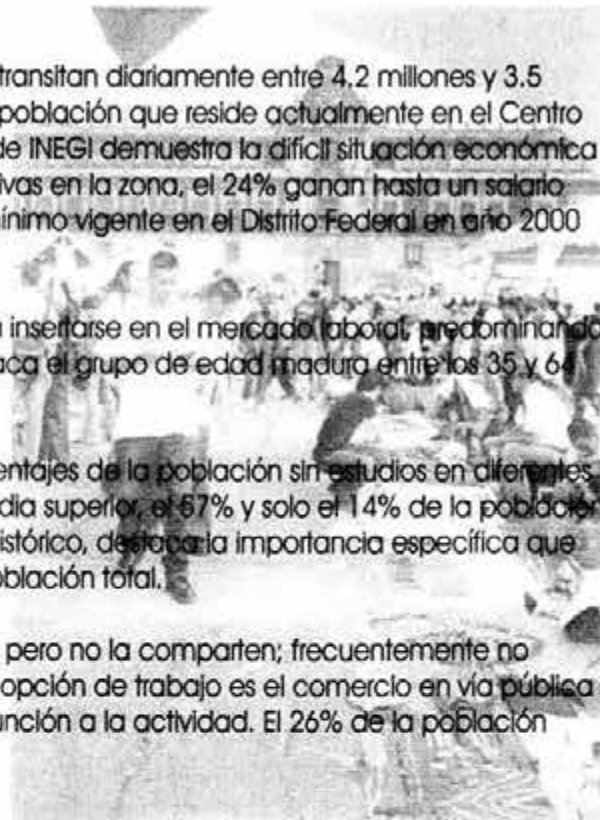 transitan diariamente entre 4.2 millones y 3.5
población que reside actualmente en el Centro
de INEGI demuestra la difícil situación económica
ivas en la zona, el 24% ganan hasta un salario
ínimo vigente en el Distrito Federal en año 2000
insertarse en el mercado laboral, predominando
aca el grupo de edad madura entre los 35 y 64
entajes de la población sin estudios en diferentes
dia superior, el 57% y solo el 14% de la población
istórico, destaca la importancia específica que
oblación total.
pero no la comparten; frecuentemente no
opción de trabajo es el comercio en vía pública
unción a la actividad. El 26% de la población